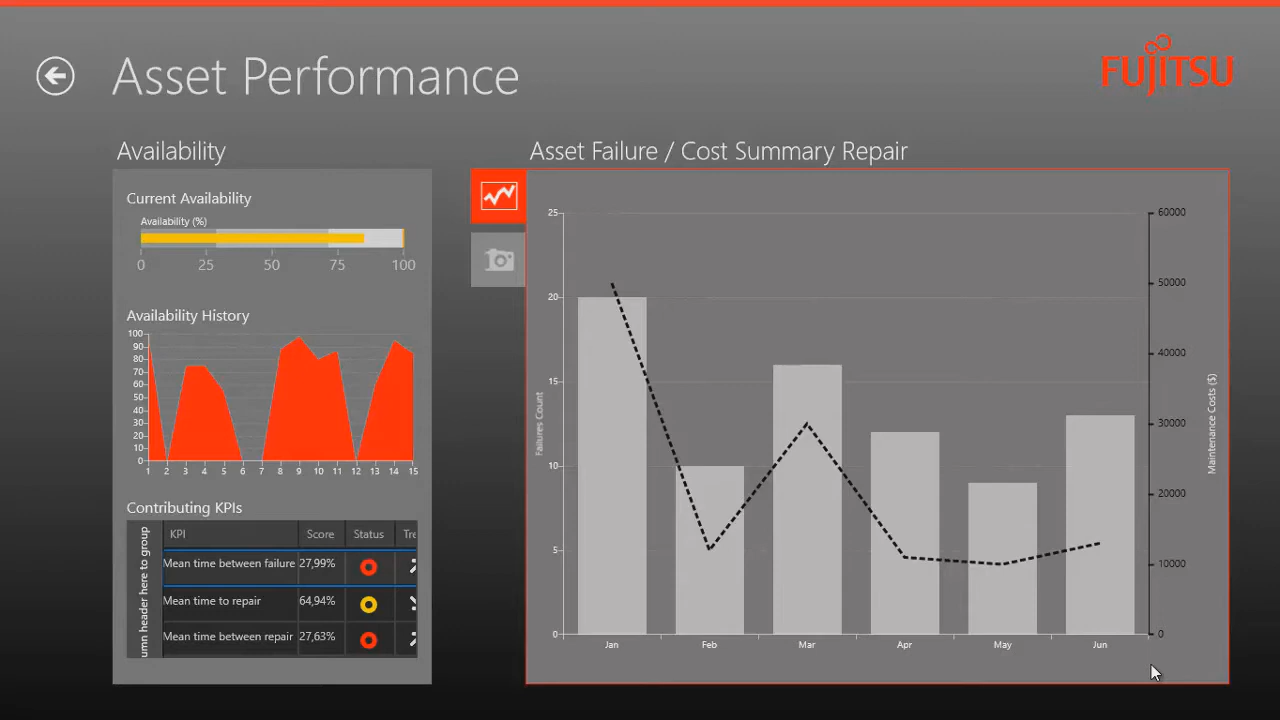 Asset Performance
FUJITSU
Availability
Asset Failure / Cost Summary Repair
Current Availability
Availability (%)
0 25 50 75 100
Availability History
100
90
80
70
60
50
40
30
20
10
0
1 2 3 4 5 6 7 8 9 10 11 12 13 14 15
Contributing KPIs
umn header here to group
KPI Score Status Tre
Mean time between failure 27,99%
Mean time to repair 64,94%
Mean time between repair 27,63%
Failures Count
25
20
15
10
5
0
Jan Feb Mar Apr May Jun
60000
50000
40000
30000
20000
10000
0
Maintenance Costs ($)